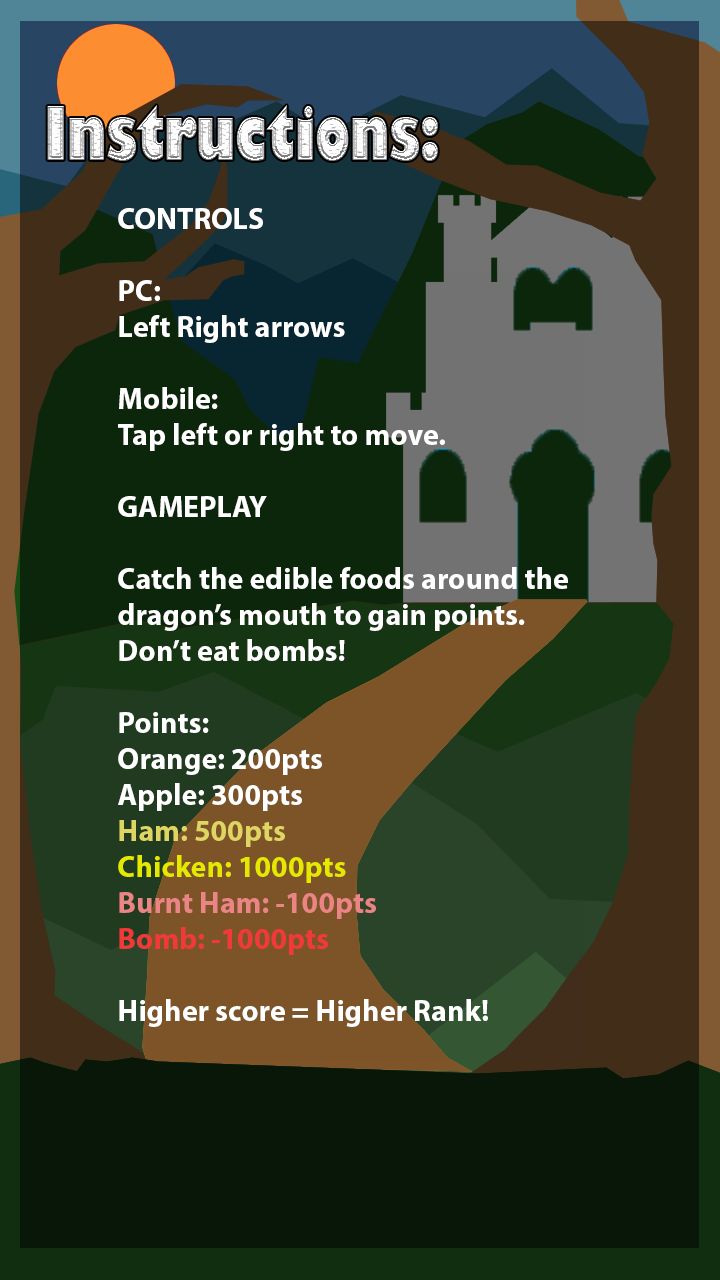 Instructions:
CONTROLS
PC:
Left Right arrows
Mobile:
Tap left or right to move.
GAMEPLAY
Catch the edible foods around the
dragon’s mouth to gain points.
Don’t eat bombs!
Points:
Orange: 200pts
Apple: 300pts
Ham: 500pts
Chicken: 1000pts
Burnt Ham: -100pts
Bomb: -1000pts
Higher score = Higher Rank!